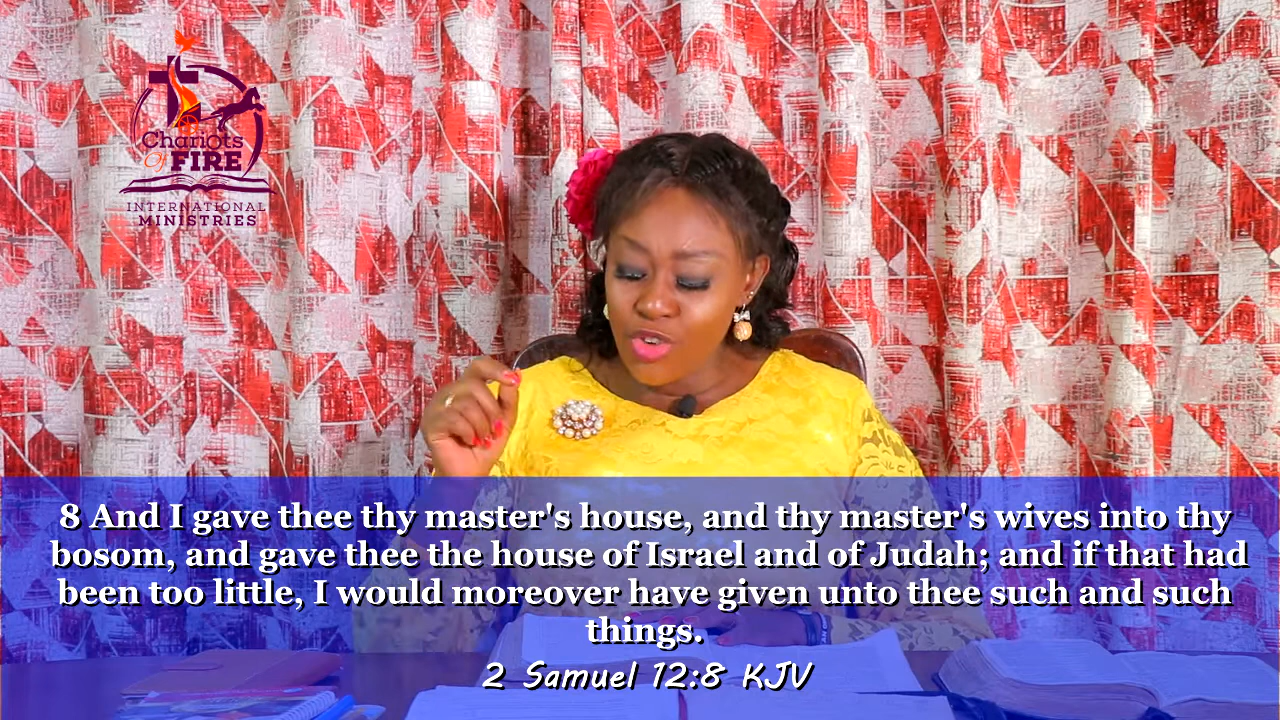 Chariots
Of FIRE
INTERNATIONAL
MINISTRIES
8 And I gave thee thy master's house, and thy master's wives into thy
bosom, and gave thee the house of Israel and of Judah; and if that had
been too little, I would moreover have given unto thee such and such
things.
2 Samuel 12:8 KJV